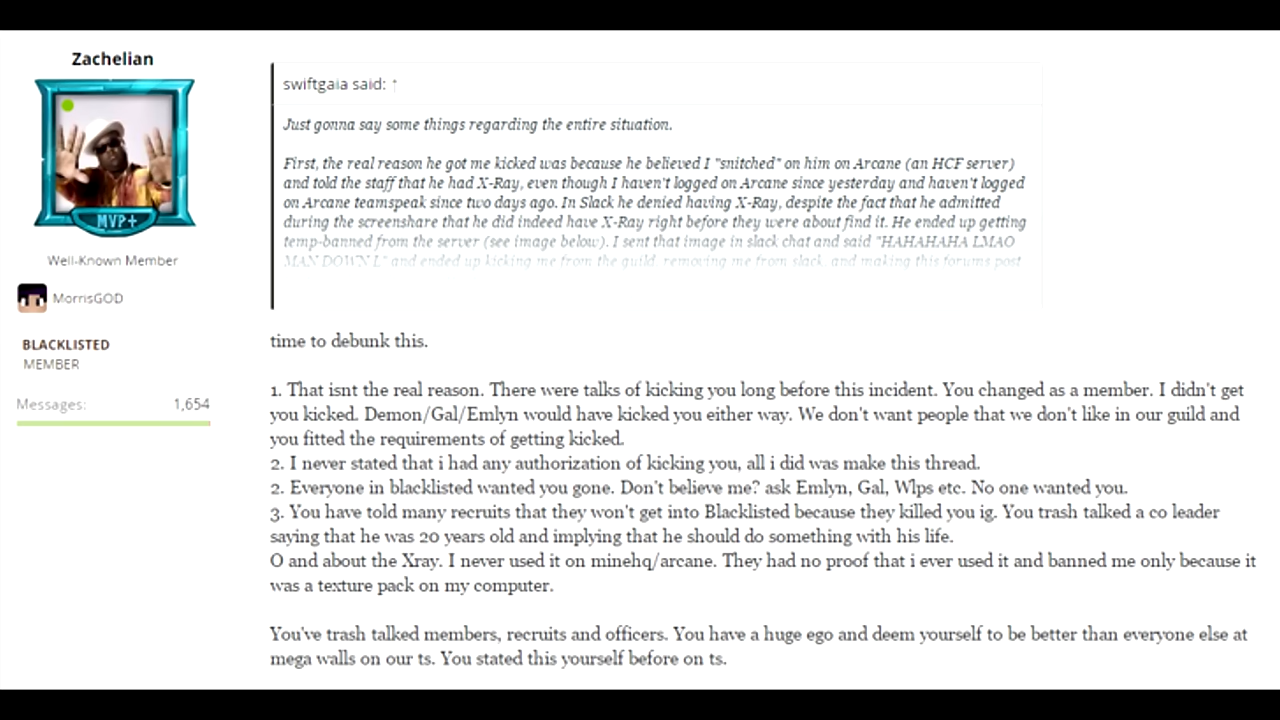 Zachelian
MVP+
Well-Known Member
MorrisGOD
BLACKLISTED
MEMBER
Messages: 1,654
swiftgaia said: ↑
Just gonna say some things regarding the entire situation.
First, the real reason he got me kicked was because he believed I "snitched" on him on Arcane (an HCF server)
and told the staff that he had X-Ray, even though I haven't logged on Arcane since yesterday and haven't logged
on Arcane teamspeak since two days ago. In Slack he denied having X-Ray, despite the fact that he admitted
during the screenshare that he did indeed have X-Ray right before they were about find it. He ended up getting
temp-banned from the server (see image below). I sent that image in slack chat and said "HAHAHAHA LMAO
MAN DOWN L" and ended up kicking me from the guild, removing me from slack, and making this forums post
time to debunk this.
1. That isnt the real reason. There were talks of kicking you long before this incident. You changed as a member. I didn't get
you kicked. Demon/Gal/Emlyn would have kicked you either way. We don't want people that we don't like in our guild and
you fitted the requirements of getting kicked.
2. I never stated that i had any authorization of kicking you, all i did was make this thread.
2. Everyone in blacklisted wanted you gone. Don't believe me? ask Emlyn, Gal, Wlps etc. No one wanted you.
3. You have told many recruits that they won't get into Blacklisted because they killed you ig. You trash talked a co leader
saying that he was 20 years old and implying that he should do something with his life.
O and about the Xray. I never used it on minehq/arcane. They had no proof that i ever used it and banned me only because it
was a texture pack on my computer.
You've trash talked members, recruits and officers. You have a huge ego and deem yourself to be better than everyone else at
mega walls on our ts. You stated this yourself before on ts.